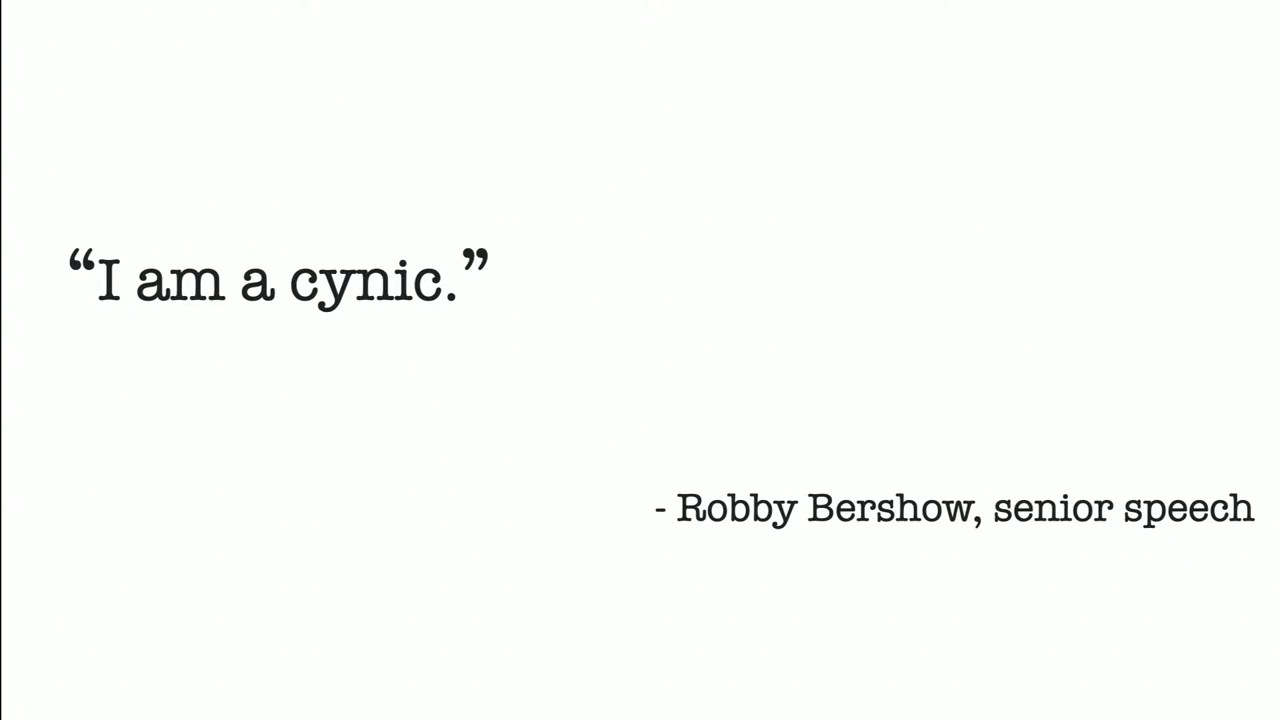 “I am a cynic.”
- Robby Bershow, senior speech